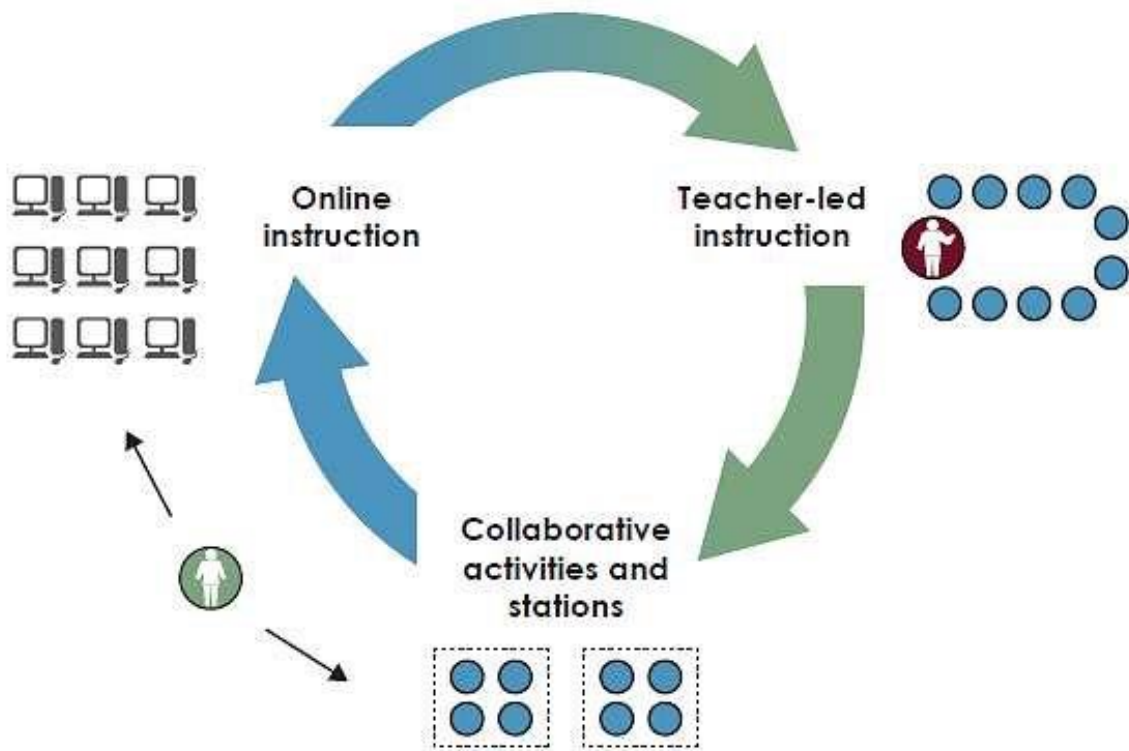 Online
instruction
Teacher-led
instruction
Collaborative
activities and
stations